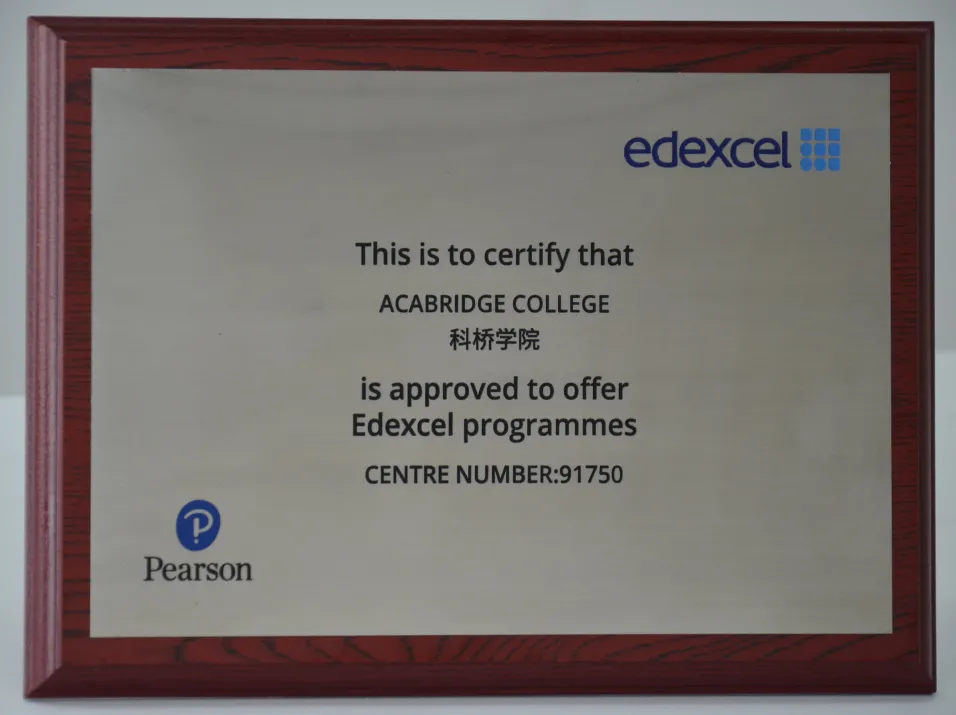 edexcel
This is to certify that
ACABRIDGE COLLEGE
科桥学院
is approved to offer
Edexcel programmes
CENTRE NUMBER:91750
Pearson